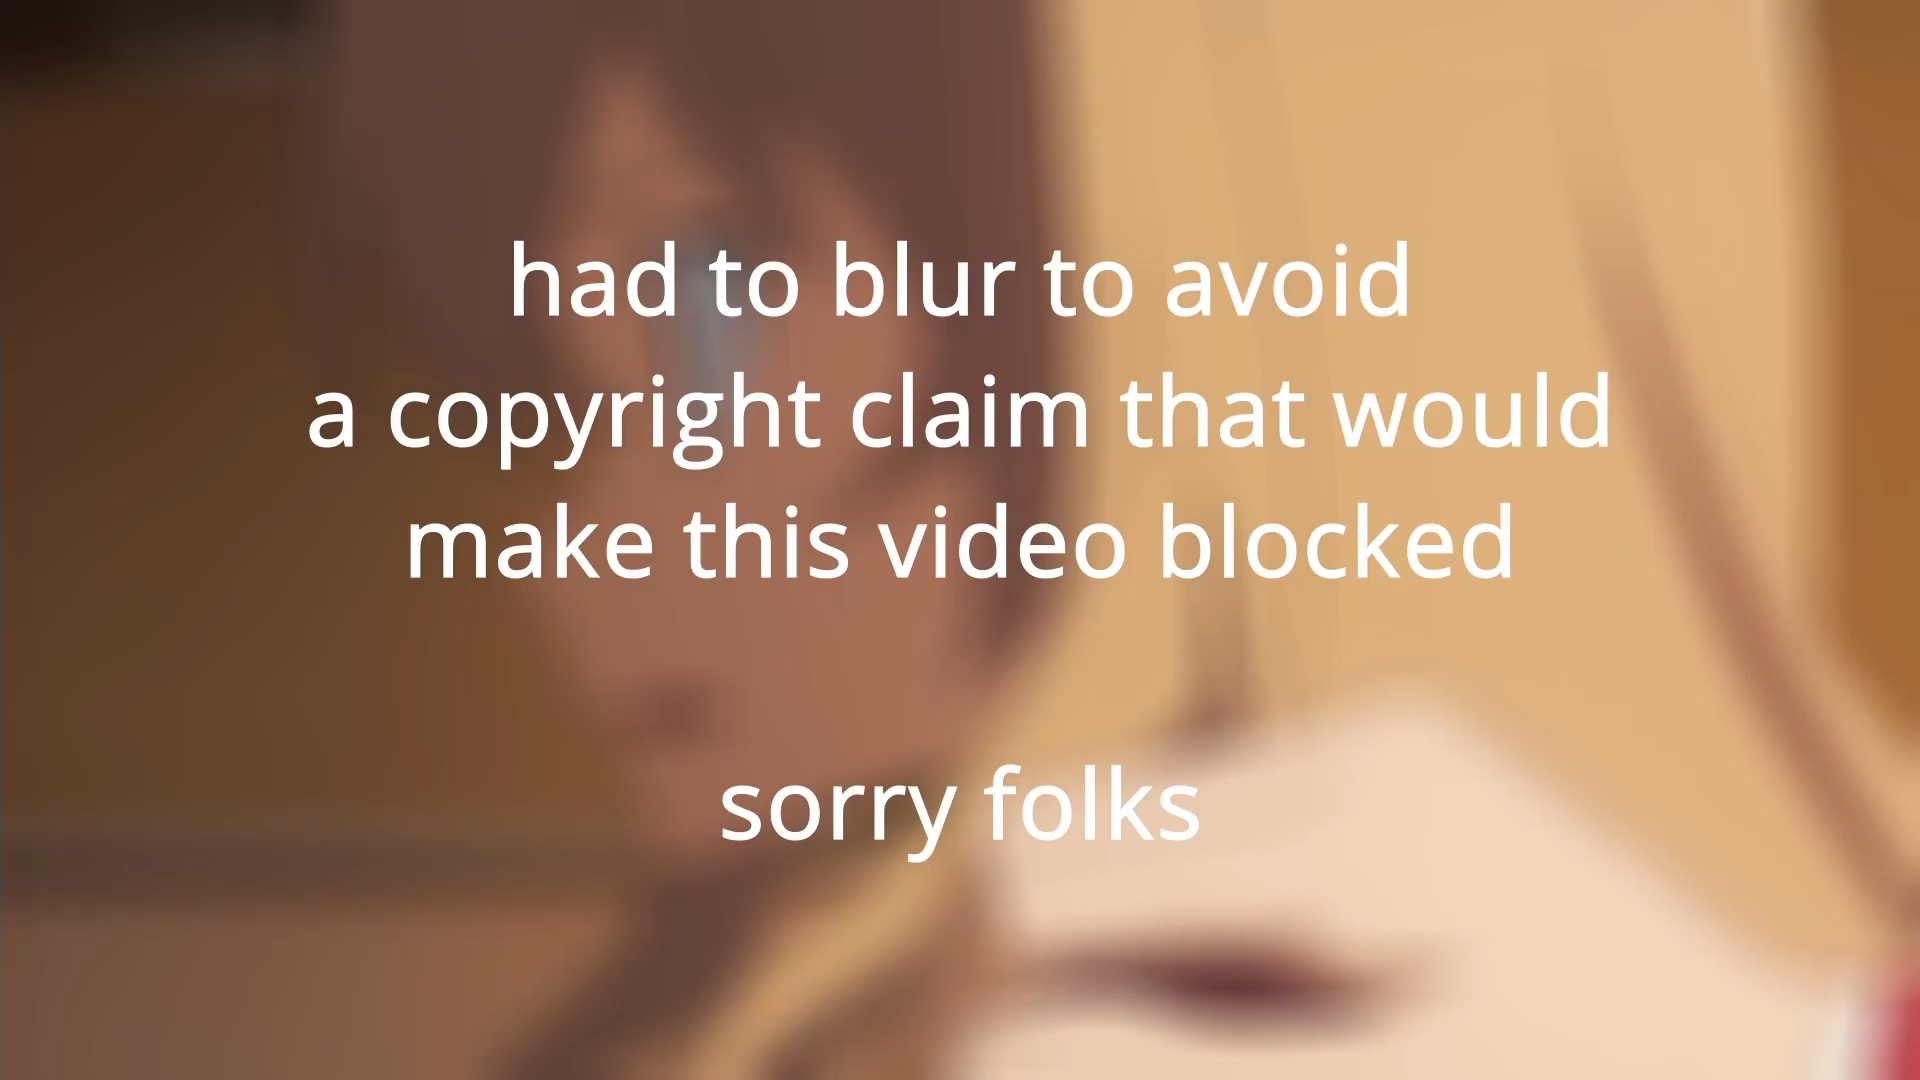 had to blur to avoid
a copyright claim that would
make this video blocked
sorry folks